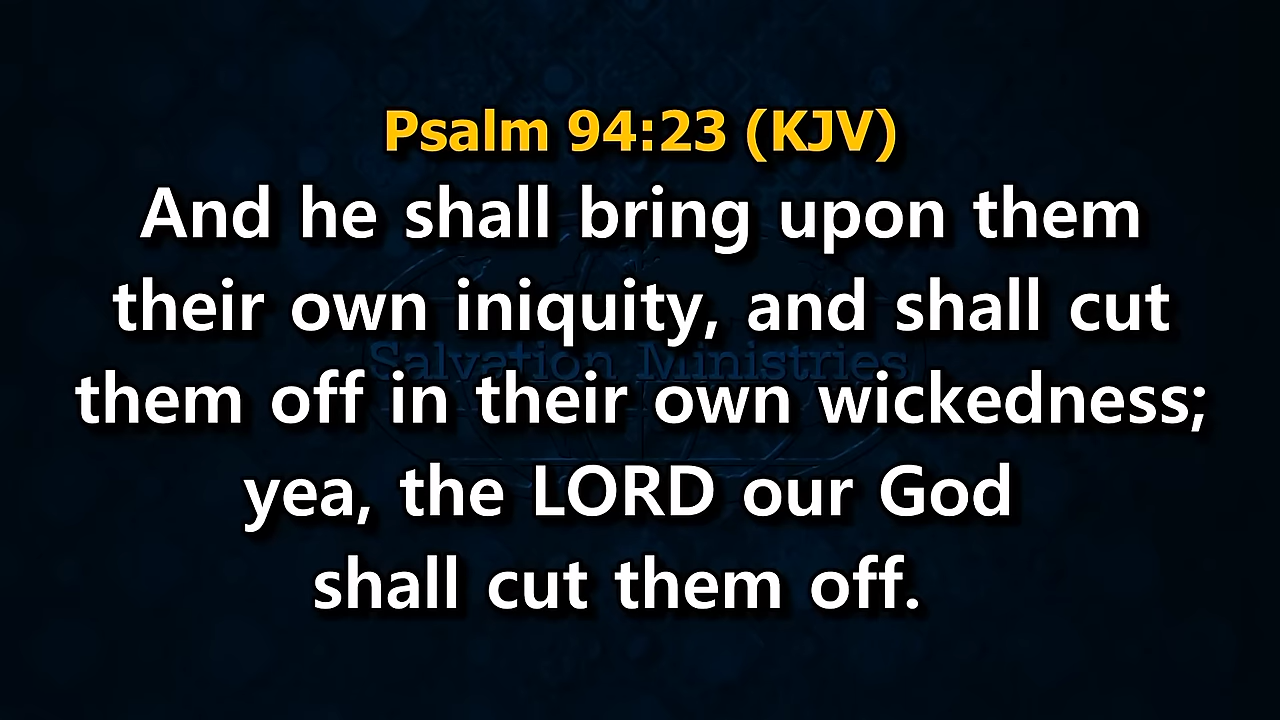 Psalm 94:23 (KJV)
And he shall bring upon them
their own iniquity, and shall cut
Salvation Ministries
them off in their own wickedness;
yea, the LORD our God
shall cut them off.